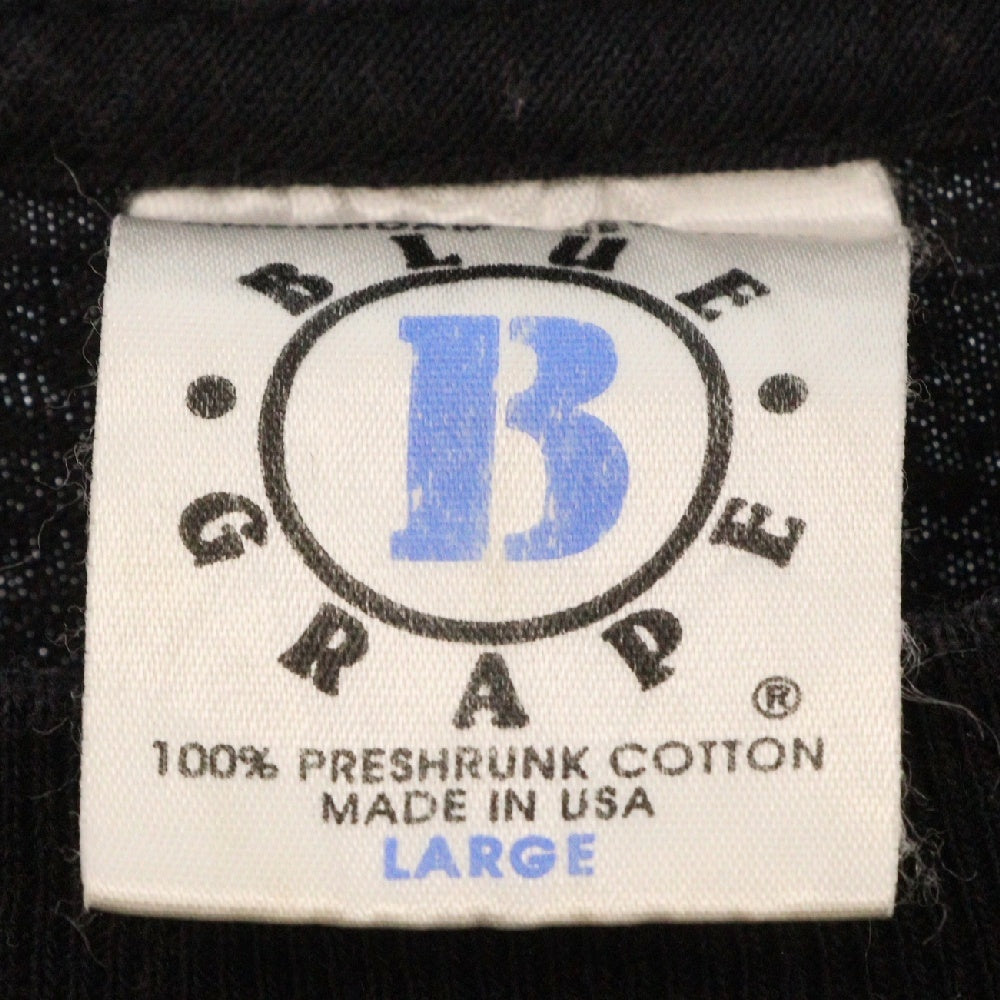 BLUE
B
GRAPE
®
100% PRESHRUNK COTTON
MADE IN USA
LARGE